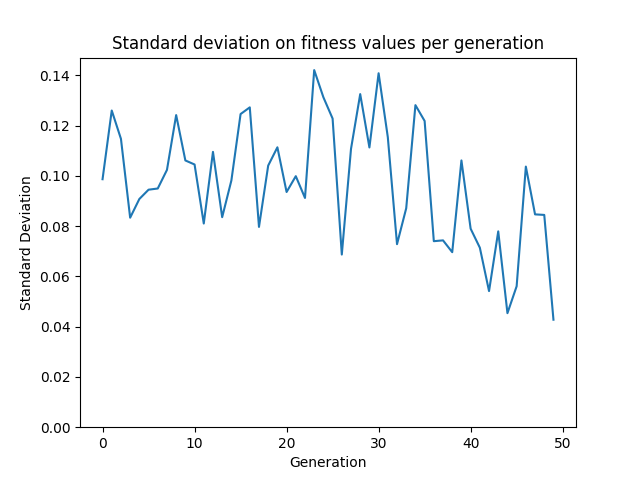 Standard deviation on fitness values per generation
0.14
0.12
0.10
0.08
0.06
0.04
0.02
0.00
Standard Deviation
0 10 20 30 40 50
Generation